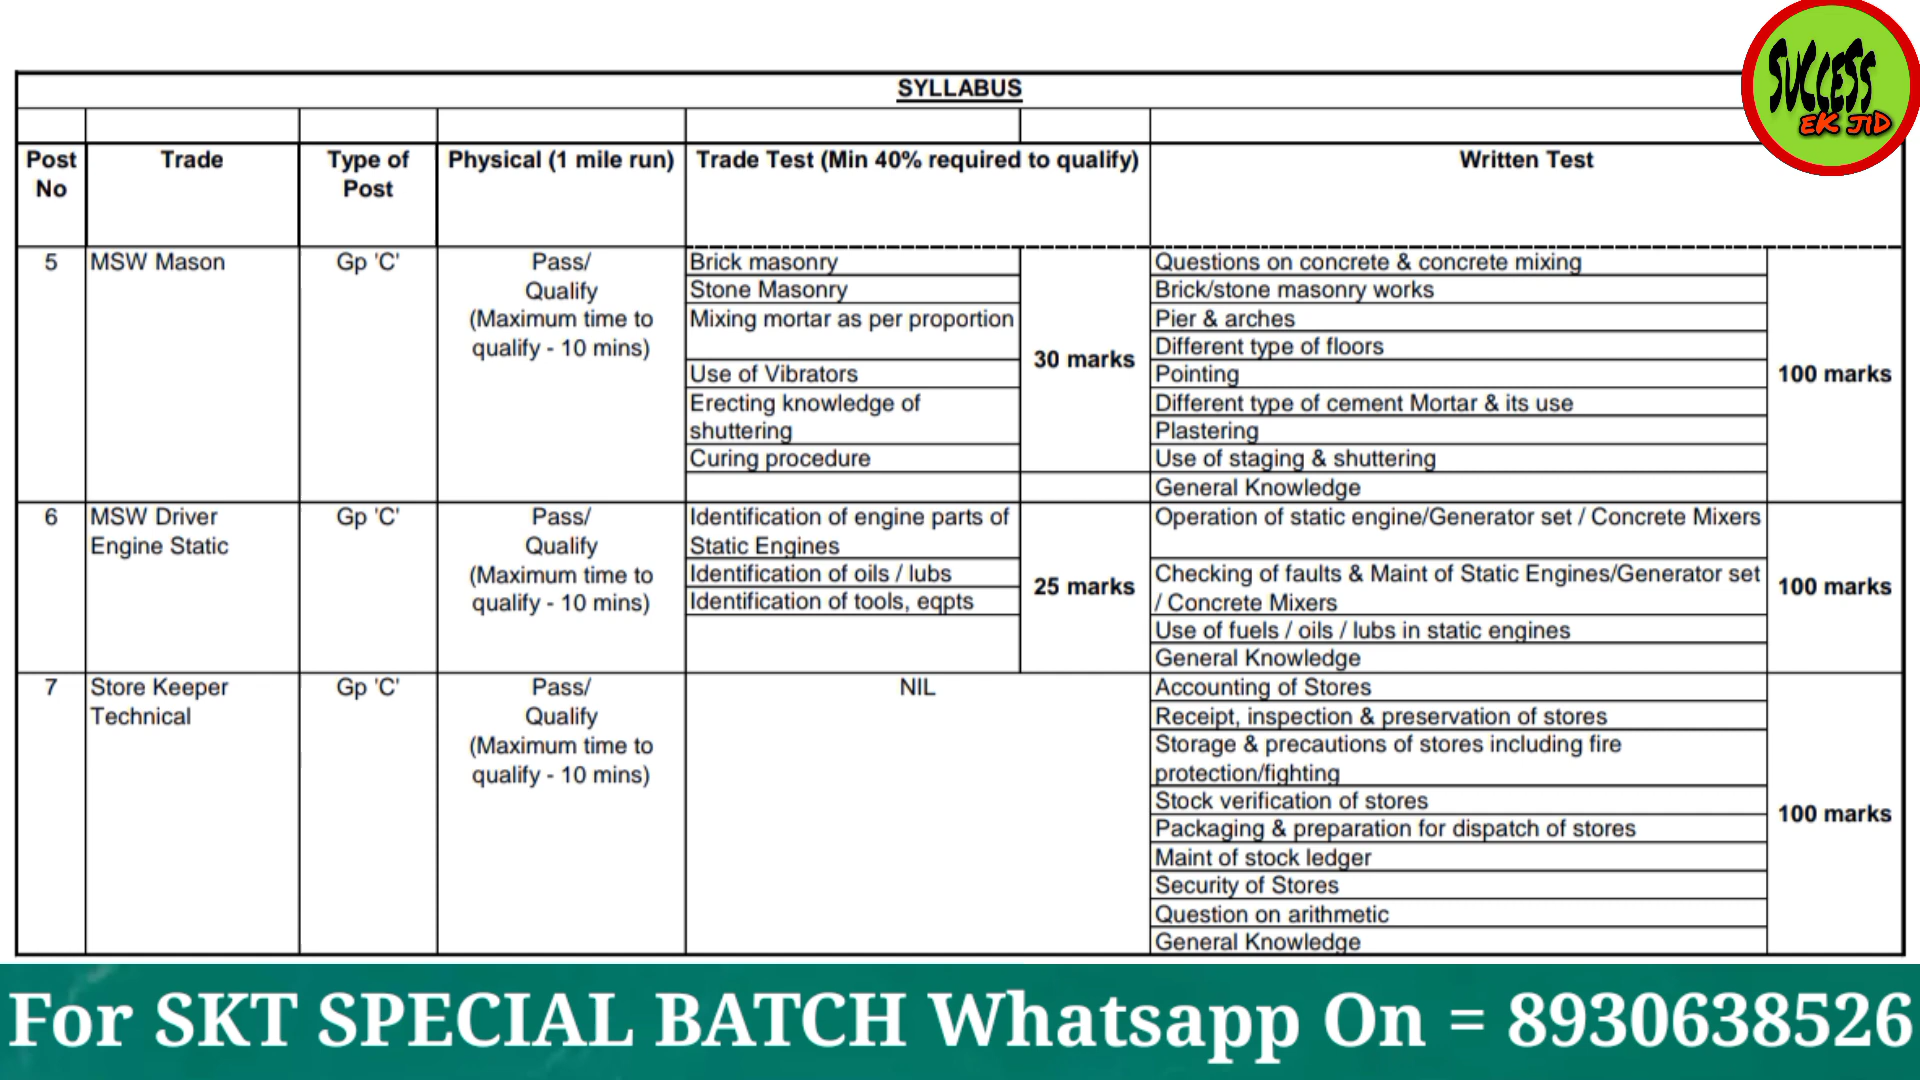 SUCCESS
EK JID
SYLLABUS
Post No
Trade
Type of Post
Physical (1 mile run)
Trade Test (Min 40% required to qualify)
Written Test
5
MSW Mason
Gp 'C'
Pass/
Qualify
(Maximum time to
qualify - 10 mins)
Brick masonry
Stone Masonry
Mixing mortar as per proportion
Use of Vibrators
Erecting knowledge of
shuttering
Curing procedure
30 marks
Questions on concrete & concrete mixing
Brick/stone masonry works
Pier & arches
Different type of floors
Pointing
Different type of cement Mortar & its use
Plastering
Use of staging & shuttering
General Knowledge
100 marks
6
MSW Driver
Engine Static
Gp 'C'
Pass/
Qualify
(Maximum time to
qualify - 10 mins)
Identification of engine parts of
Static Engines
Identification of oils / lubs
Identification of tools, eqpts
25 marks
Operation of static engine/Generator set / Concrete Mixers
Checking of faults & Maint of Static Engines/Generator set
/ Concrete Mixers
Use of fuels / oils / lubs in static engines
General Knowledge
100 marks
7
Store Keeper
Technical
Gp 'C'
Pass/
Qualify
(Maximum time to
qualify - 10 mins)
NIL
Accounting of Stores
Receipt, inspection & preservation of stores
Storage & precautions of stores including fire
protection/fighting
Stock verification of stores
Packaging & preparation for dispatch of stores
Maint of stock ledger
Security of Stores
Question on arithmetic
General Knowledge
100 marks
For SKT SPECIAL BATCH Whatsapp On = 8930638526